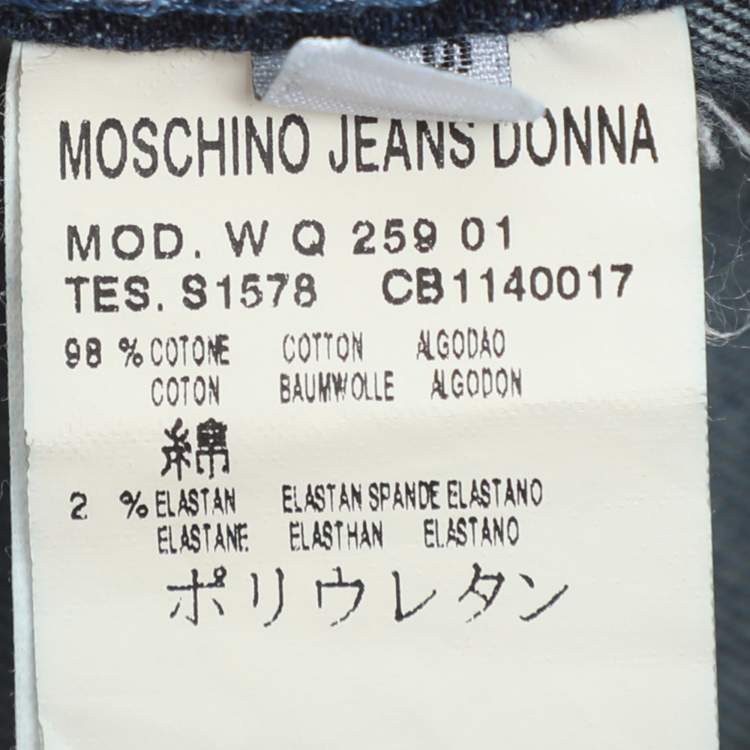 MOSCHINO JEANS DONNA
MOD. W Q 259 01
TES. S1578 CB1140017
98 % COTONE COTTON ALGODAO
COTON BAUMWOLLE ALGODON
綿
2 % ELASTAN ELASTAN SPANDE ELASTANO
ELASTANE ELASTHAN ELASTANO
ポリウレタン